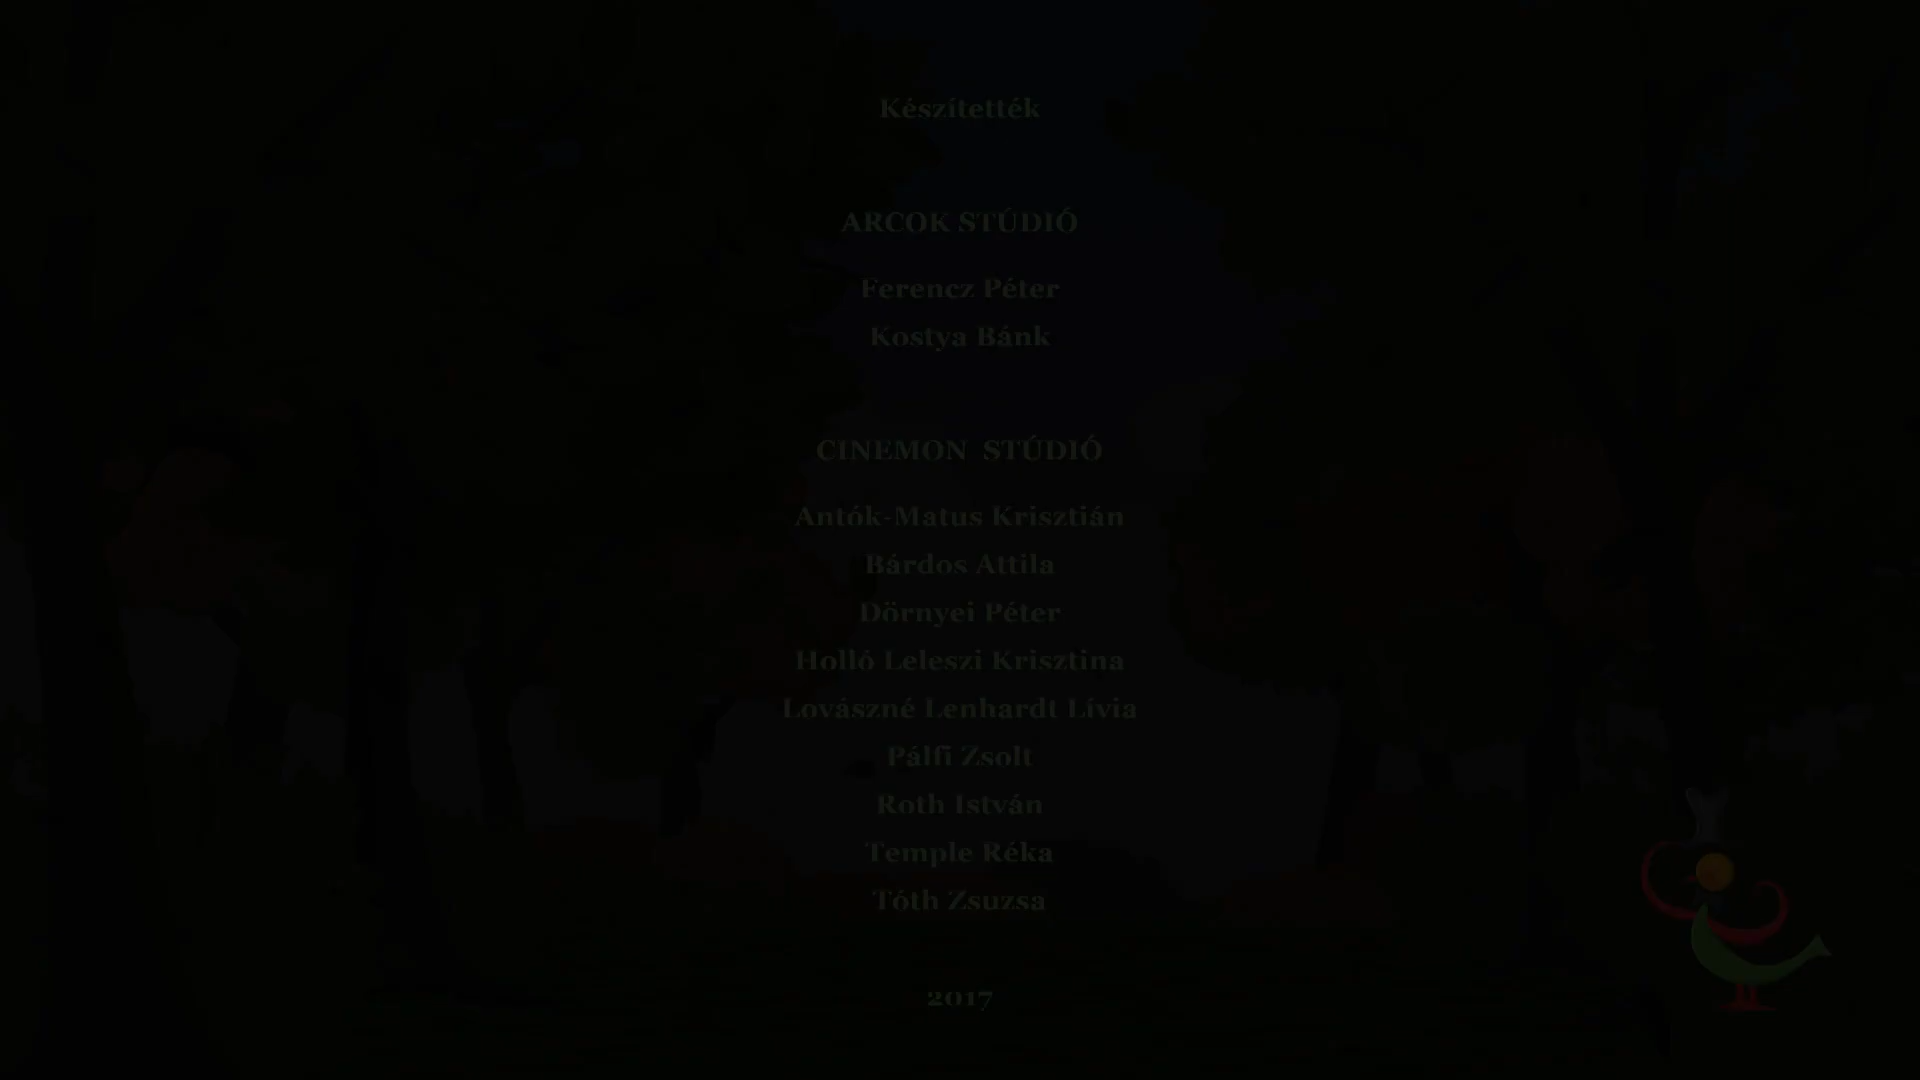 Készítették
ARCOK STÚDIÓ
Ferencz Péter
Kostya Bánk
CINEMON STÚDIÓ
Antók-Matus Krisztián
Bárdos Attila
Dörnyei Péter
Holló Leleszi Krisztina
Lovászné Lenhardt Lívia
Pálfi Zsolt
Roth István
Temple Réka
Tóth Zsuzsa
2017